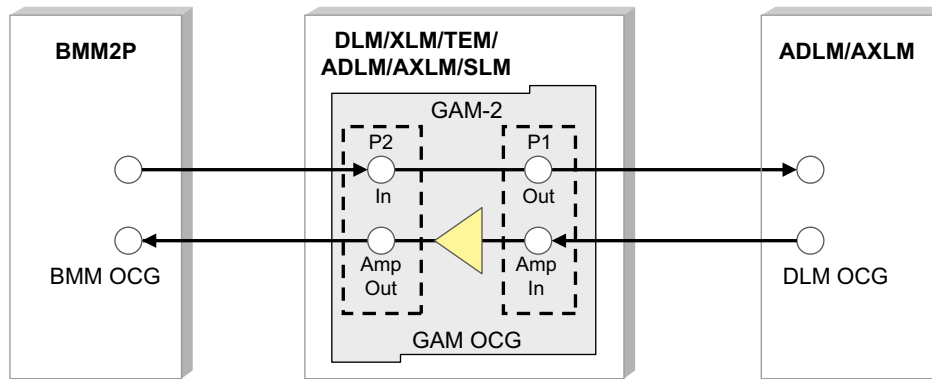 BMM2P
DLM/XLM/TEM/
ADLM/AXLM/SLM
ADLM/AXLM
GAM-2
P2
P1
In
Out
Amp
Out
Amp
In
BMM OCG
DLM OCG
GAM OCG